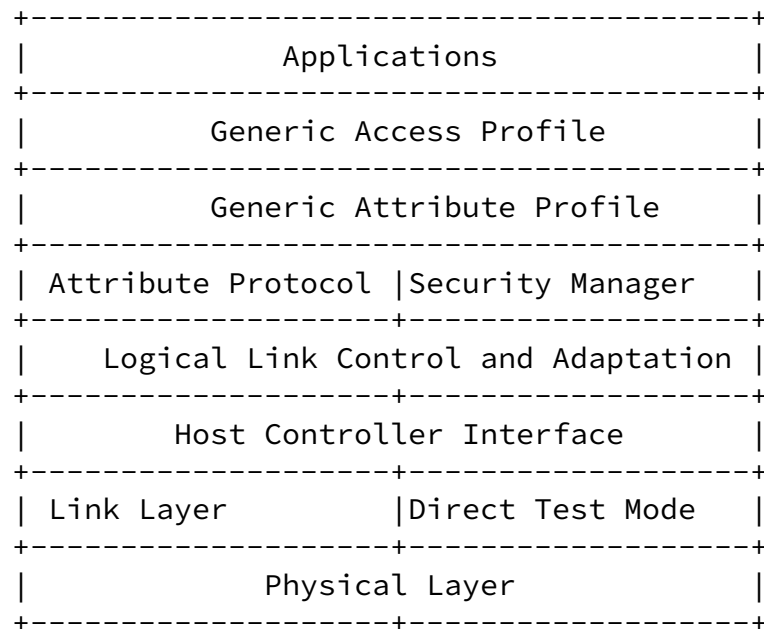 Applications
Generic Access Profile
Generic Attribute Profile
Attribute Protocol |Security Manager
Logical Link Control and Adaptation
Host Controller Interface
Link Layer |Direct Test Mode
Physical Layer